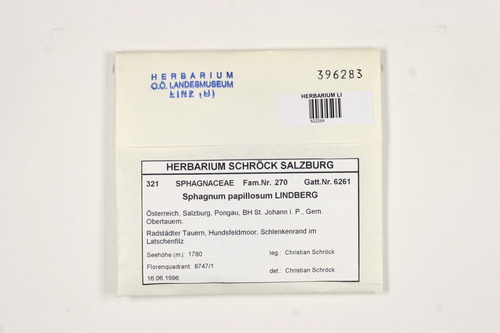 HERBARIUM
O.Ö. LANDESMUSEUM
LINZ (LI)
396283
HERBARIUM LI
622264
HERBARIUM SCHRÖCK SALZBURG
321 SPHAGNACEAE Fam.Nr. 270 Gatt.Nr. 6261
Sphagnum papillosum LINDBERG
Österreich, Salzburg, Pongau, BH St. Johann i. P., Gem.
Obertauern.
Radstädter Tauern, Hundsfeldmoor, Schlenkenrand im
Latschenfilz
Seehöhe (m): 1780 leg.: Christian Schröck
Florenquadrant: 8747/1
det.: Christian Schröck
16.06.1996